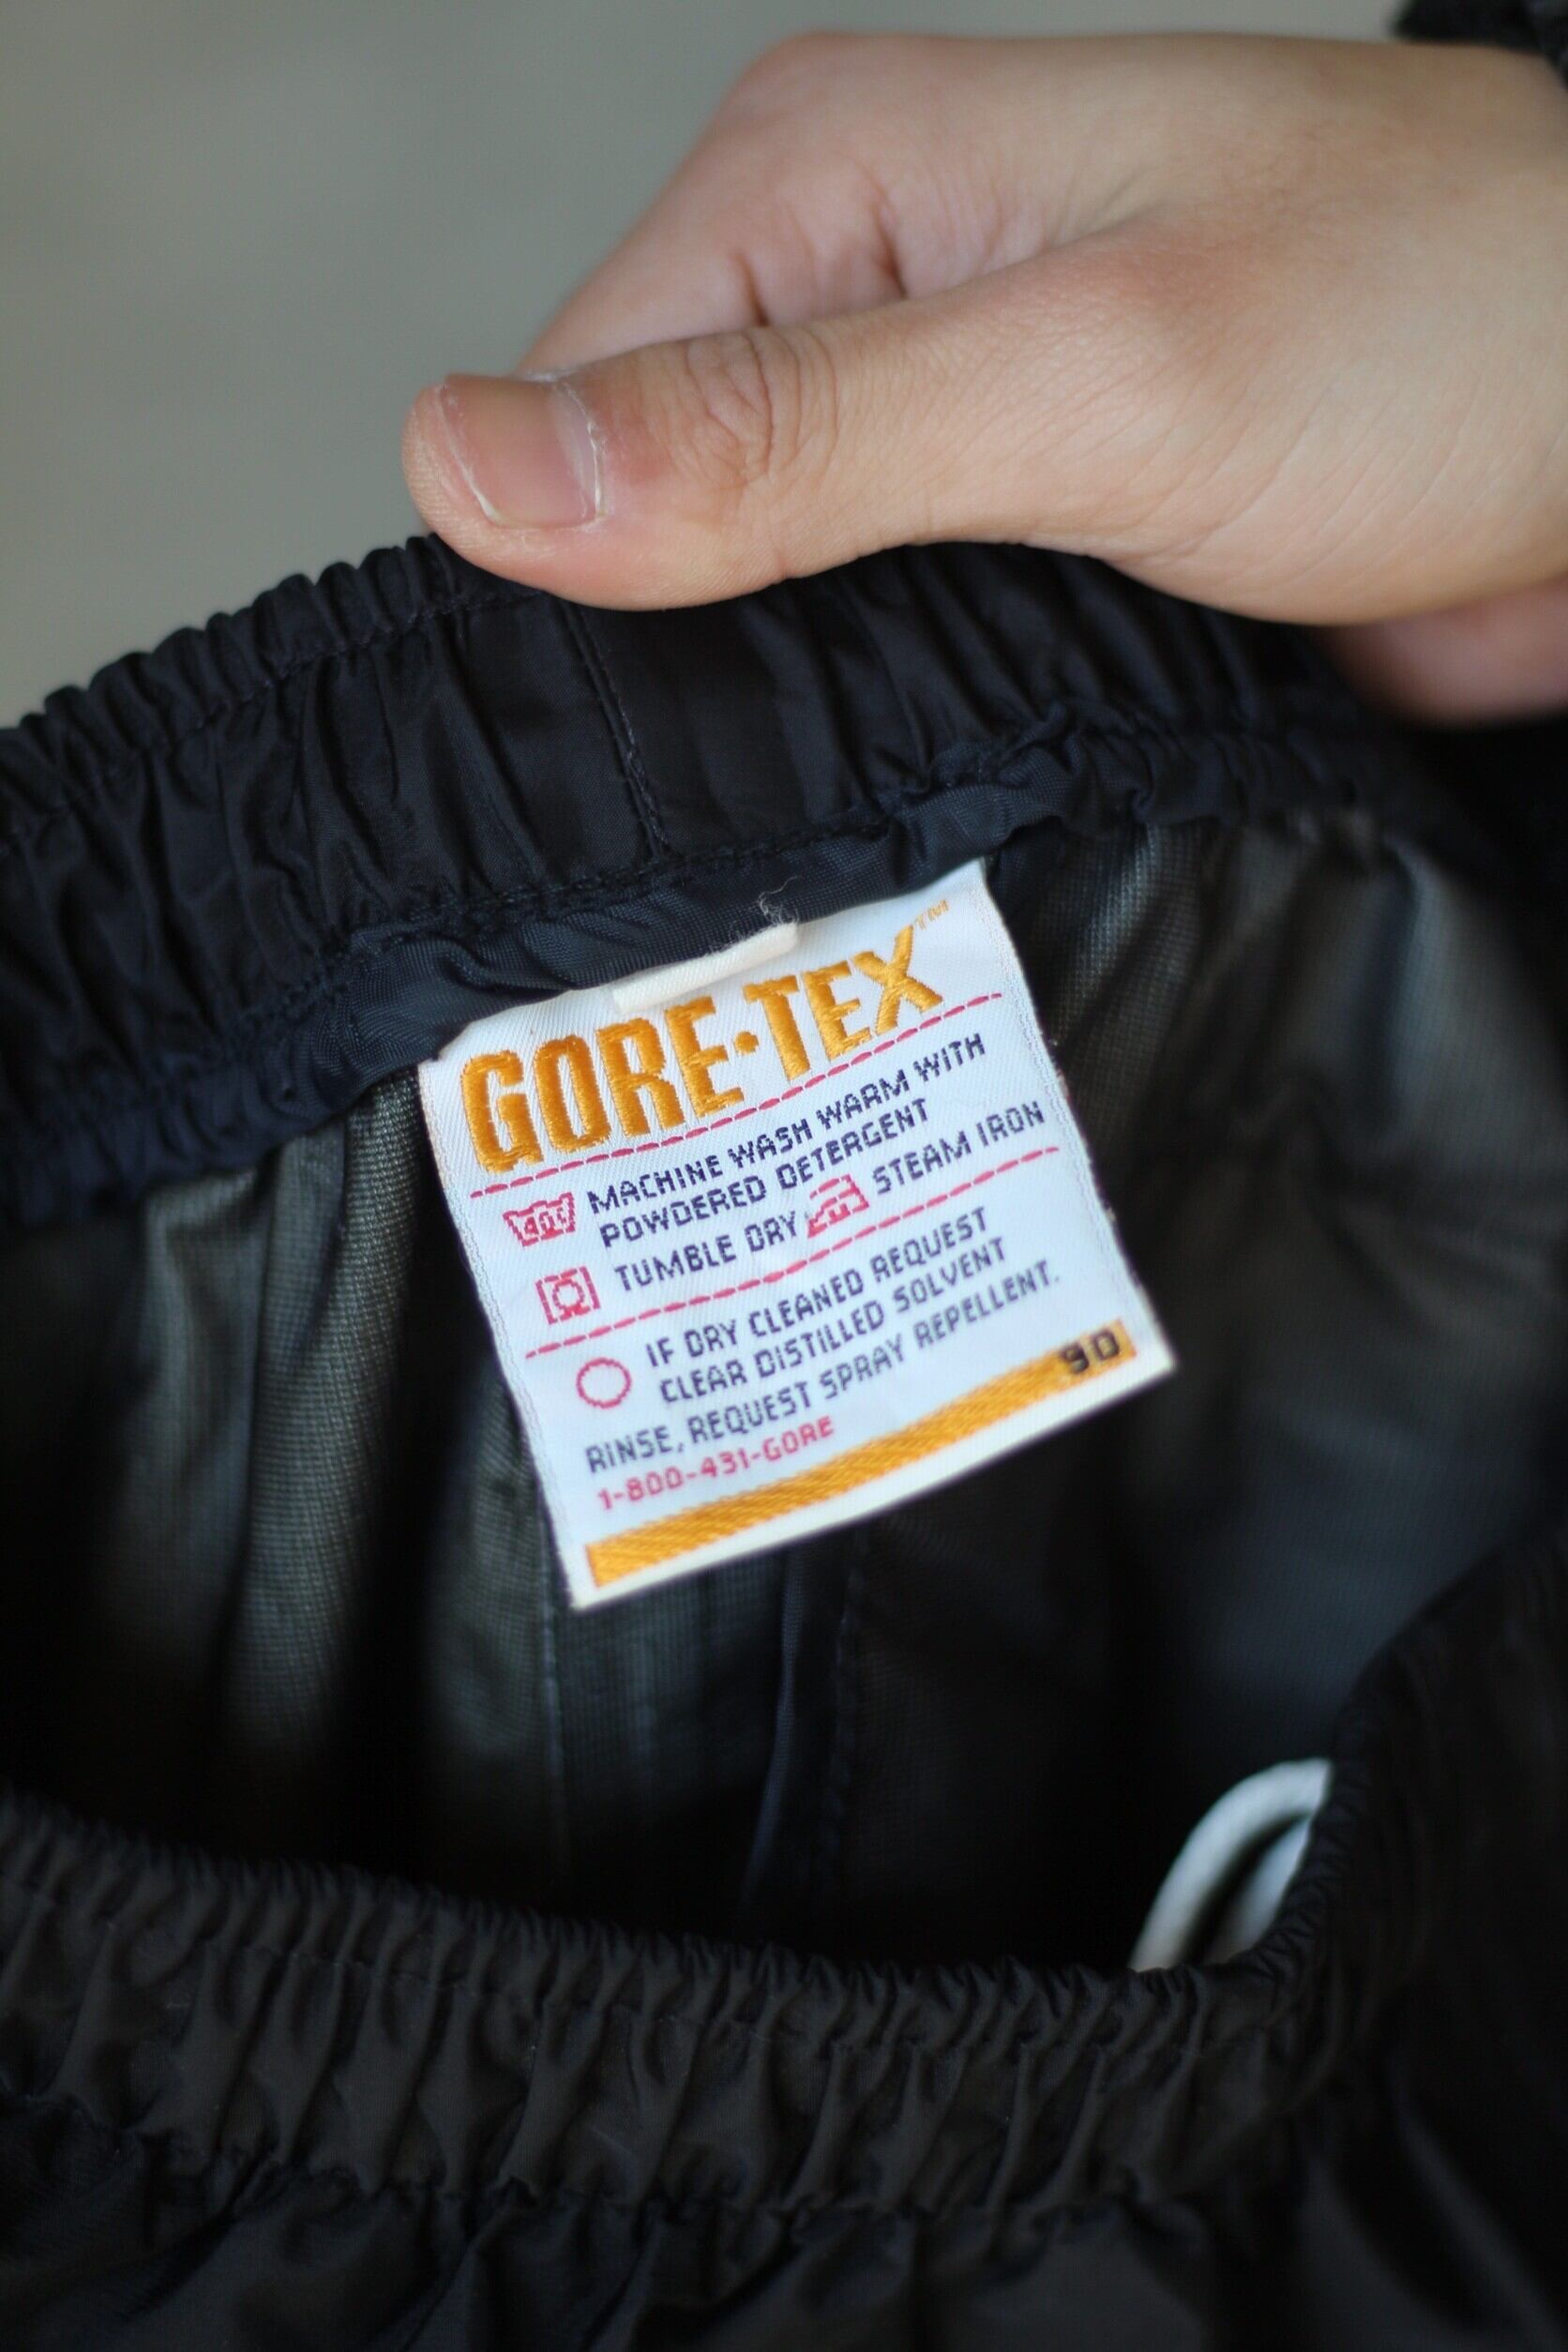 GORE-TEX™
40C MACHINE WASH WARM WITH
POWDERED DETERGENT
TUMBLE DRY STEAM IRON
IF DRY CLEANED REQUEST
CLEAR DISTILLED SOLVENT
RINSE, REQUEST SPRAY REPELLENT.
1-800-431-GORE
90